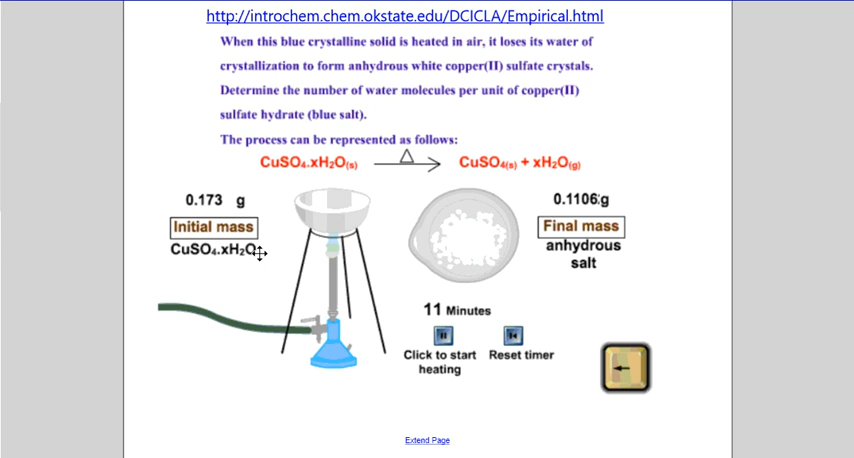 http://introchem.chem.okstate.edu/DCICLA/Empirical.html
When this blue crystalline solid is heated in air, it loses its water of
crystallization to form anhydrous white copper(II) sulfate crystals.
Determine the number of water molecules per unit of copper(II)
sulfate hydrate (blue salt).
The process can be represented as follows:
CuSO4.xH2O(s) Δ CuSO4(s) + xH2O(g)
0.173 g
Initial mass
CuSO4.xH2O
0.1106 g
Final mass
anhydrous
salt
11 Minutes
Click to start
heating
Reset timer
Extend Page